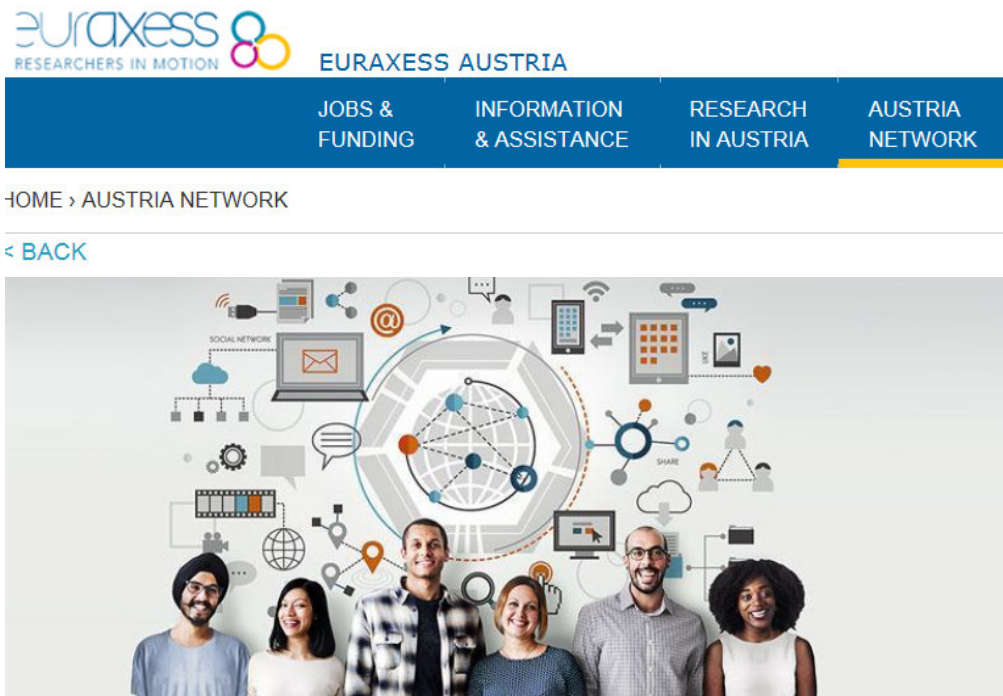 euraxess
RESEARCHERS IN MOTION
EURAXESS AUSTRIA
JOBS &
FUNDING
INFORMATION
& ASSISTANCE
RESEARCH
IN AUSTRIA
AUSTRIA
NETWORK
HOME › AUSTRIA NETWORK
< BACK
SOCIAL NETWORK
@
LIKE
SHARE